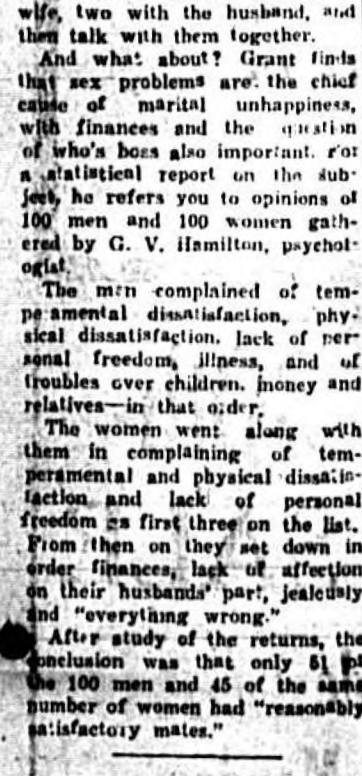 wife, two with the husband, and
then talk with them together.
And what about? Grant finds
that sex problems are the chief
cause of marital unhappiness,
with finances and the question
of who's boss also important. For
a statistical report on the sub-
ject, he refers you to opinions of
100 men and 100 women gath-
ered by G. V. Hamilton, psychol-
ogist.
The men complained of tem-
peramental dissatisfaction, phy-
sical dissatisfaction, lack of per-
sonal freedom, illness, and of
troubles over children, money and
relatives—in that order.
The women went along with
them in complaining of tem-
peramental and physical dissatis-
faction and lack of personal
freedom as first three on the list.
From then on they set down in
order finances, lack of affection
on their husbands' part, jealously
and "everything wrong."
After study of the returns, the
conclusion was that only 51 of
the 100 men and 45 of the same
number of women had "reasonably
satisfactory mates."